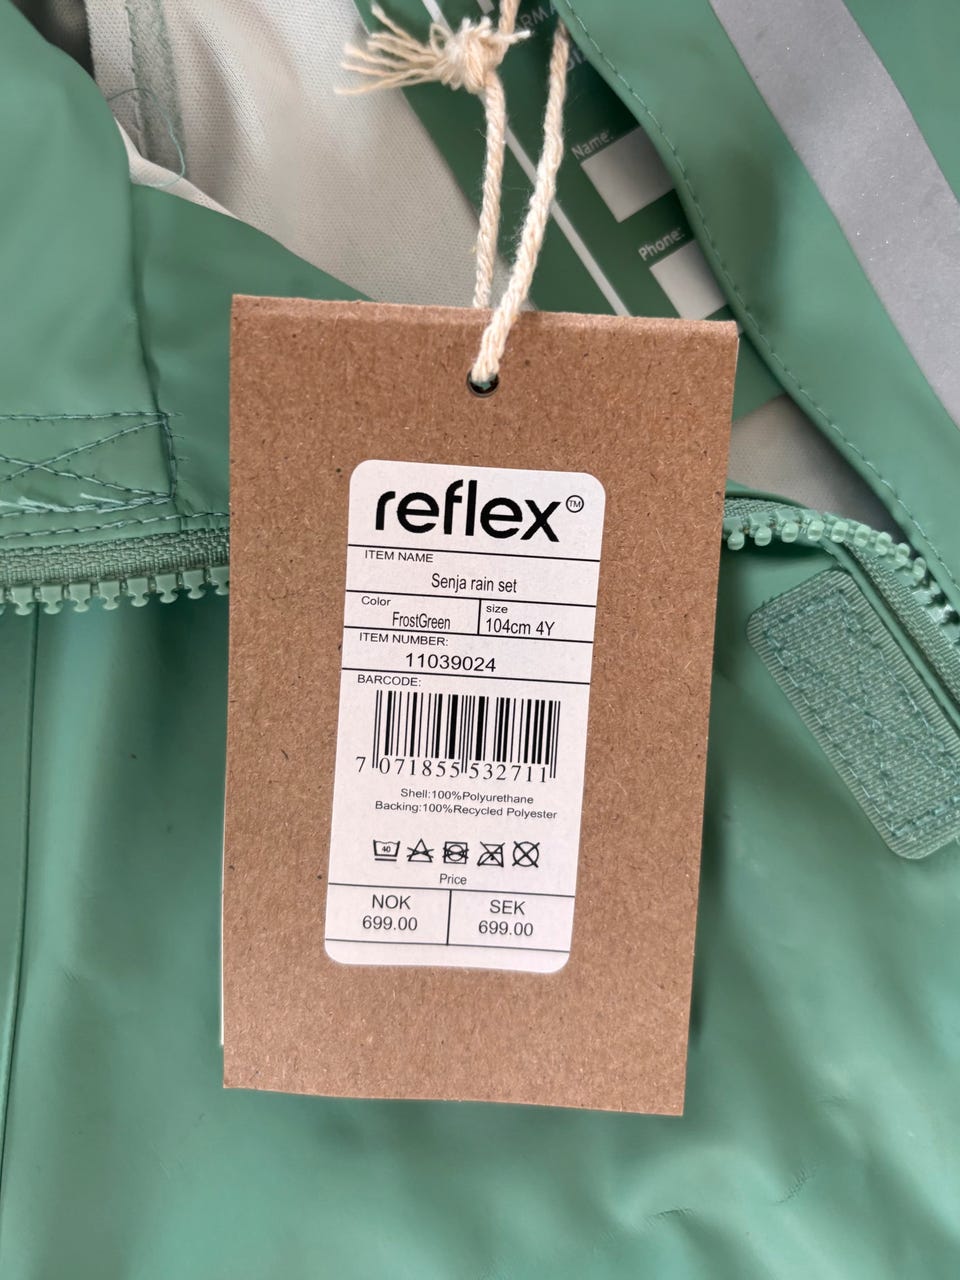 Name:
Phone:
reflex™
ITEM NAME
Senja rain set
Color
FrostGreen
size
104cm 4Y
ITEM NUMBER:
11039024
BARCODE:
7 071855 532711
Shell:100%Polyurethane
Backing:100%Recycled Polyester
40
Price
NOK
699.00
SEK
699.00